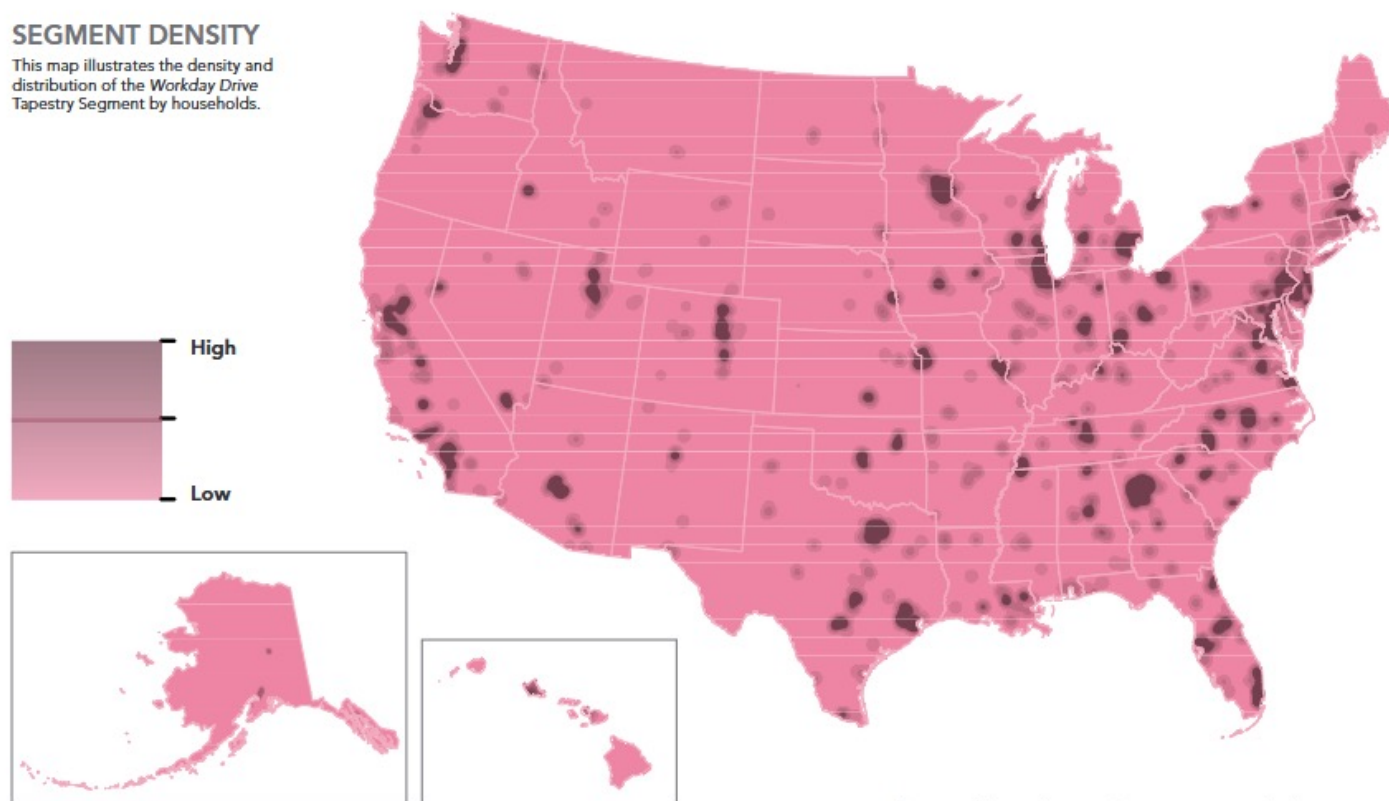 SEGMENT DENSITY
This map illustrates the density and
distribution of the Workday Drive
Tapestry Segment by households.
High
Low